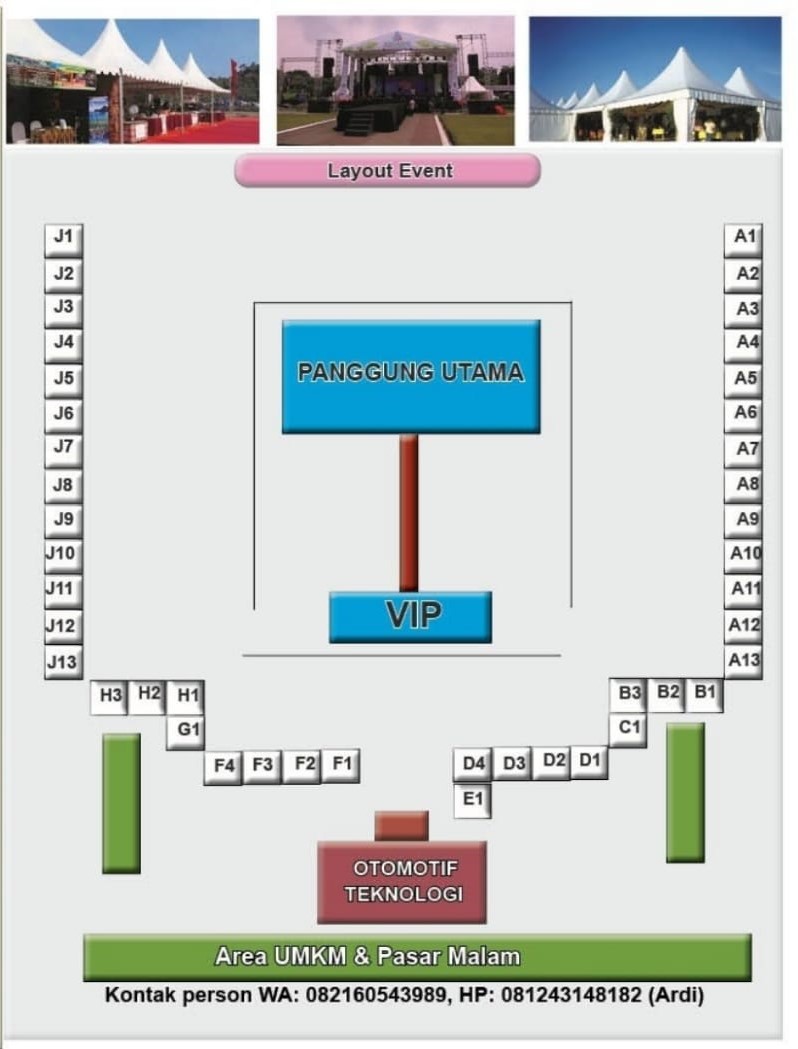 Layout Event
J1
J2
J3
J4
J5
J6
J7
J8
J9
J10
J11
J12
J13
PANGGUNG UTAMA
VIP
A1
A2
A3
A4
A5
A6
A7
A8
A9
A10
A11
A12
A13
H3 H2 H1
G1
F4 F3 F2 F1
B3 B2 B1
C1
D4 D3 D2 D1
E1
OTOMOTIF
TEKNOLOGI
Area UMKM & Pasar Malam
Kontak person WA: 082160543989, HP: 081243148182 (Ardi)